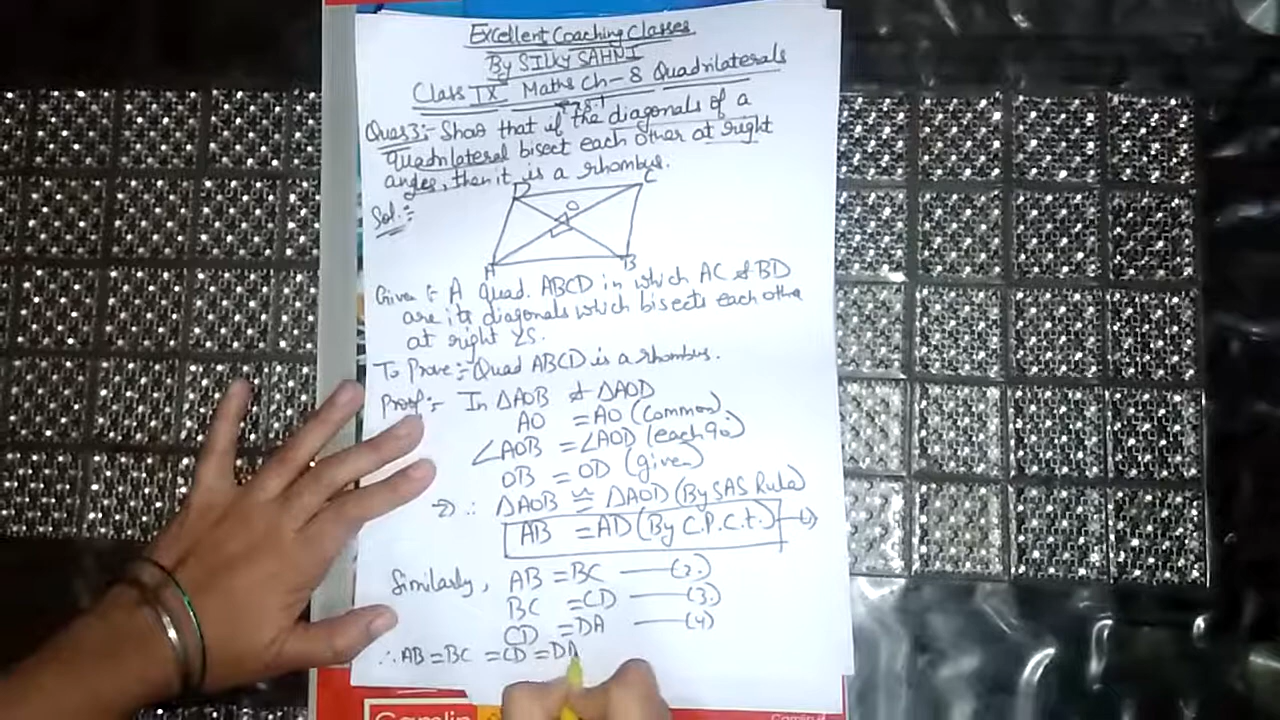 Excellent Coaching Classes
By SILKY SAHNI
Class IX Maths Ch-8 Quadrilaterals
Ques3:- Show that if the diagonals of a
quadrilateral bisect each other at right
angles, then it is a rhombus.
Sol.:-
D C
O
A B
Given :- A quad. ABCD in which AC & BD
are its diagonals which bisects each other
at right ∠S.
To Prove :- Quad ABCD is a rhombus.
Proof :- In ΔAOB & ΔAOD
AO = AO (Common)
∠AOB = ∠AOD (each 90°)
OB = OD (given)
⇒ ∴ ΔAOB ≅ ΔAOD (By SAS Rule)
AB = AD (By C.P.C.t.) —(1)
Similarly, AB = BC —(2.)
BC = CD —(3.)
CD = DA —(4)
∴ AB = BC = CD = DA
Camlin
Camlin